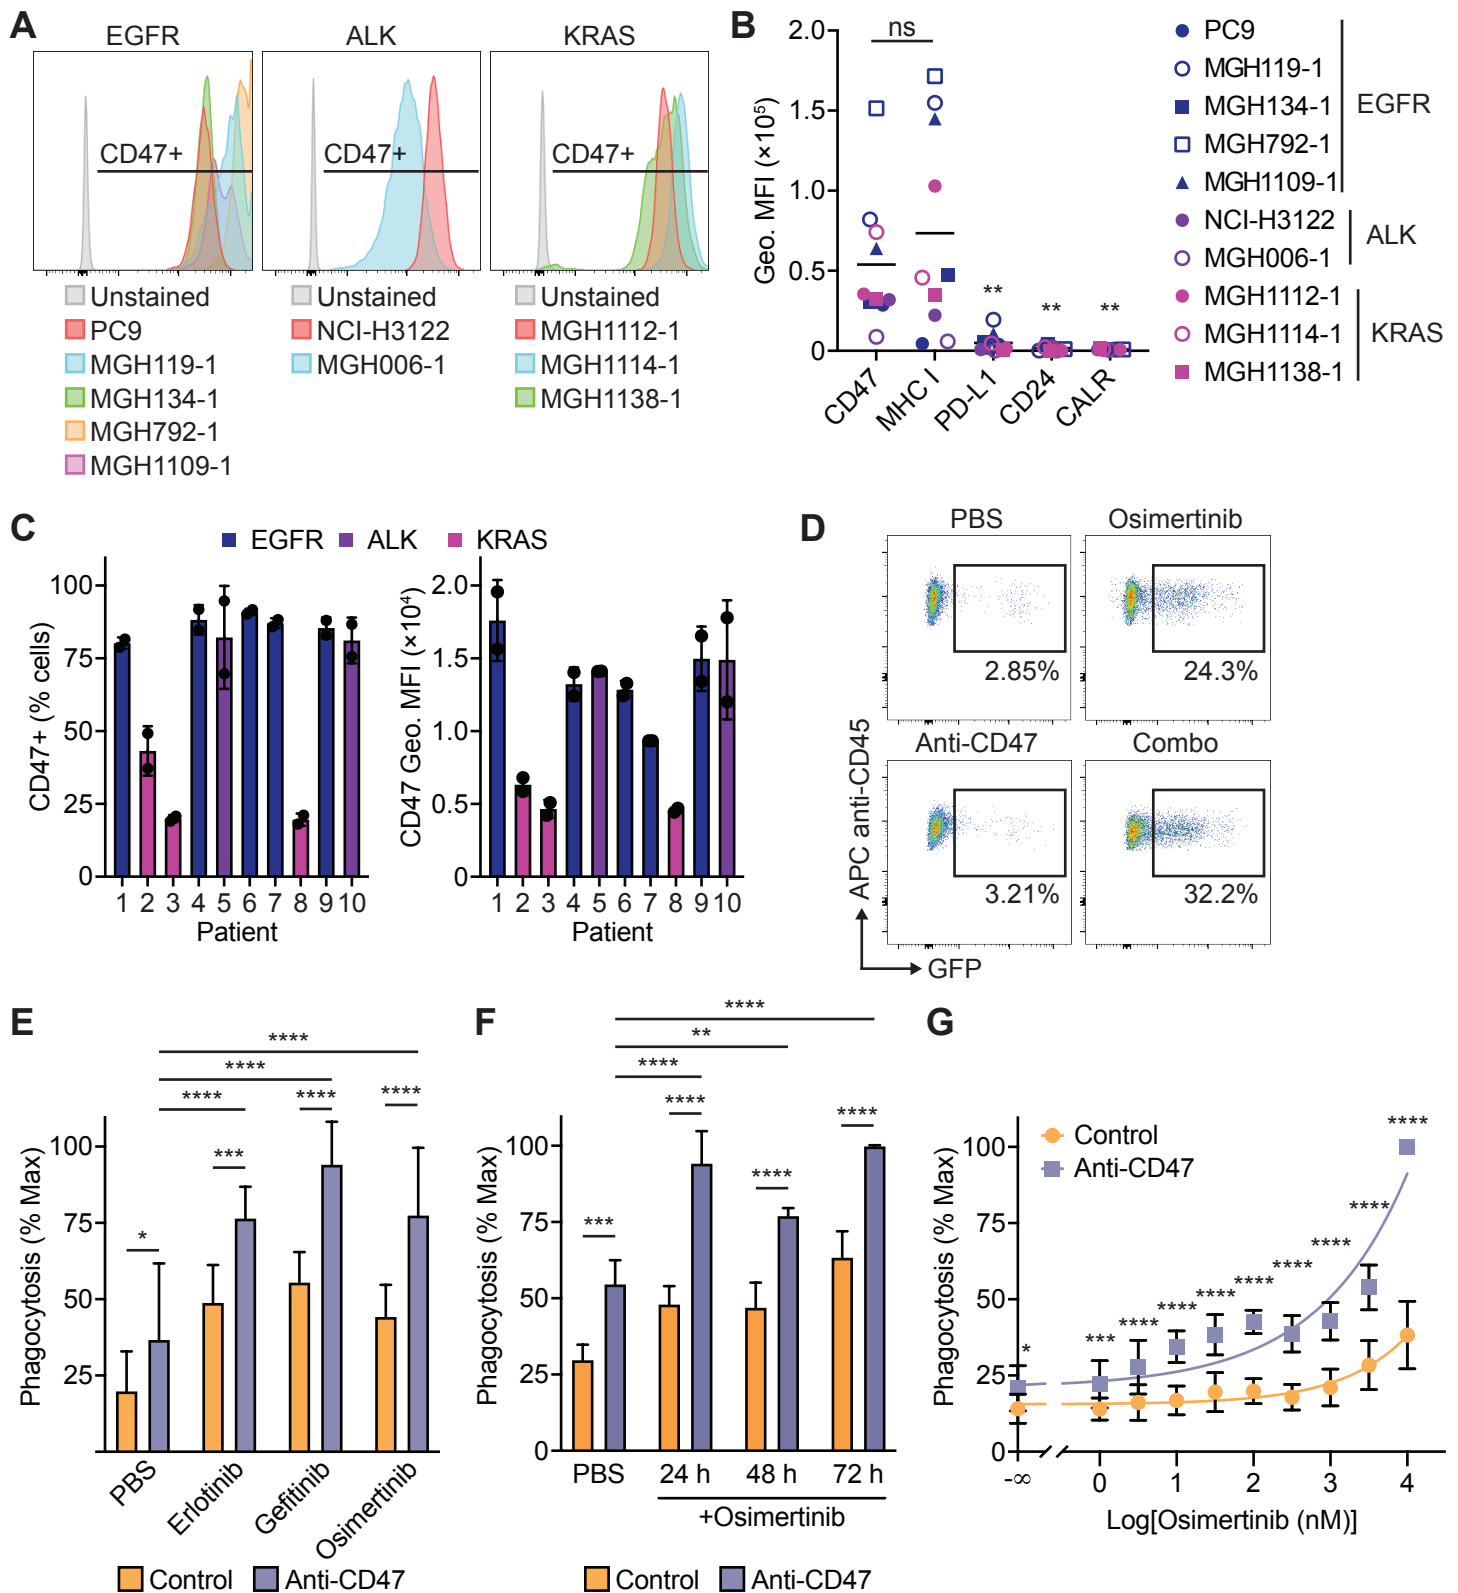 A
EGFR
ALK
KRAS
CD47+
CD47+
CD47+
Unstained
PC9
MGH119-1
MGH134-1
MGH792-1
MGH1109-1
Unstained
NCI-H3122
MGH006-1
Unstained
MGH1112-1
MGH1114-1
MGH1138-1
B
Geo. MFI (×10⁵)
2.0
1.5
1.0
0.5
0
ns
**
**
**
CD47
MHC I
PD-L1
CD24
CALR
PC9
MGH119-1
MGH134-1
MGH792-1
MGH1109-1
NCI-H3122
MGH006-1
MGH1112-1
MGH1114-1
MGH1138-1
EGFR
ALK
KRAS
C
EGFR
ALK
KRAS
CD47+ (% cells)
100
75
50
25
0
1 2 3 4 5 6 7 8 9 10
Patient
CD47 Geo. MFI (×10⁴)
2.0
1.5
1.0
0.5
0
1 2 3 4 5 6 7 8 9 10
Patient
D
PBS
Osimertinib
2.85%
24.3%
Anti-CD47
Combo
3.21%
32.2%
APC anti-CD45
GFP
E
Phagocytosis (% Max)
100
75
50
25
****
****
****
****
****
***
*
PBS
Erlotinib
Gefitinib
Osimertinib
Control
Anti-CD47
F
Phagocytosis (% Max)
100
75
50
25
0
****
**
****
****
****
****
***
PBS
24 h
48 h
72 h
+Osimertinib
Control
Anti-CD47
G
Control
Anti-CD47
Phagocytosis (% Max)
100
75
50
25
0
*
***
****
****
****
****
****
****
****
****
-∞
0
1
2
3
4
Log[Osimertinib (nM)]